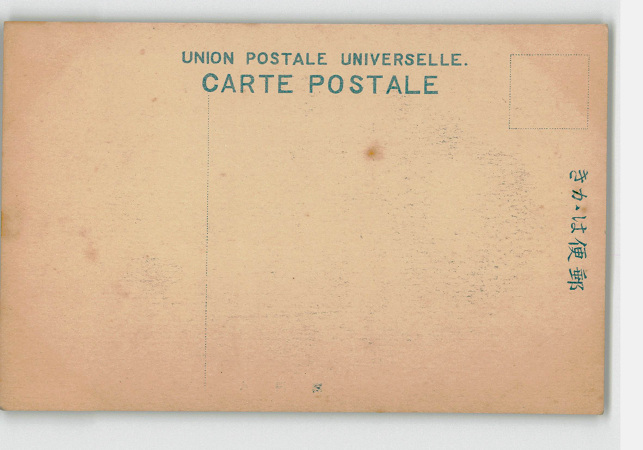 UNION POSTALE UNIVERSELLE.
CARTE POSTALE
郵便はがき